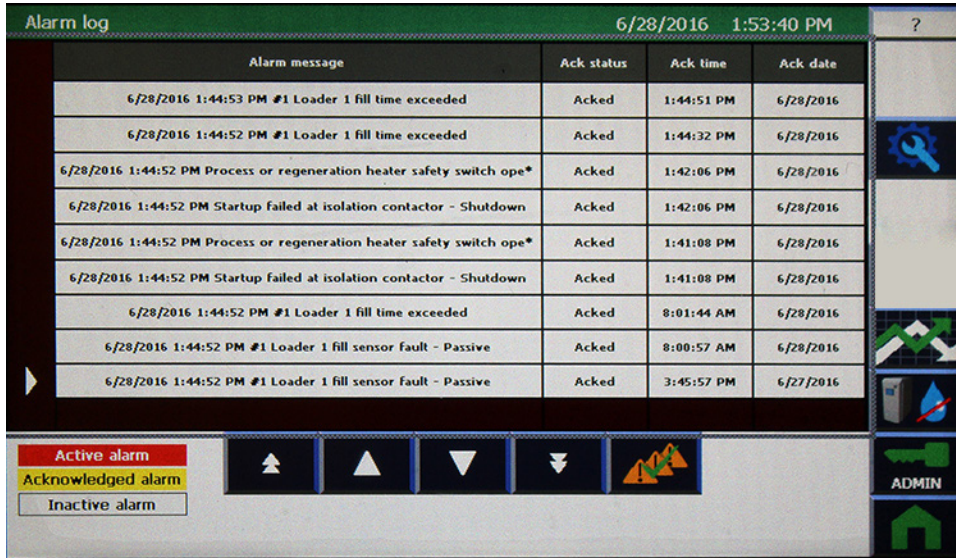 Alarm log 6/28/2016 1:53:40 PM ?
Alarm message Ack status Ack time Ack date
6/28/2016 1:44:53 PM #1 Loader 1 fill time exceeded Acked 1:44:51 PM 6/28/2016
6/28/2016 1:44:52 PM #1 Loader 1 fill time exceeded Acked 1:44:32 PM 6/28/2016
6/28/2016 1:44:52 PM Process or regeneration heater safety switch ope* Acked 1:42:06 PM 6/28/2016
6/28/2016 1:44:52 PM Startup failed at isolation contactor - Shutdown Acked 1:42:06 PM 6/28/2016
6/28/2016 1:44:52 PM Process or regeneration heater safety switch ope* Acked 1:41:08 PM 6/28/2016
6/28/2016 1:44:52 PM Startup failed at isolation contactor - Shutdown Acked 1:41:08 PM 6/28/2016
6/28/2016 1:44:52 PM #1 Loader 1 fill time exceeded Acked 8:01:44 AM 6/28/2016
6/28/2016 1:44:52 PM #1 Loader 1 fill sensor fault - Passive Acked 8:00:57 AM 6/28/2016
6/28/2016 1:44:52 PM #1 Loader 1 fill sensor fault - Passive Acked 3:45:57 PM 6/27/2016
Active alarm
Acknowledged alarm
Inactive alarm
ADMIN